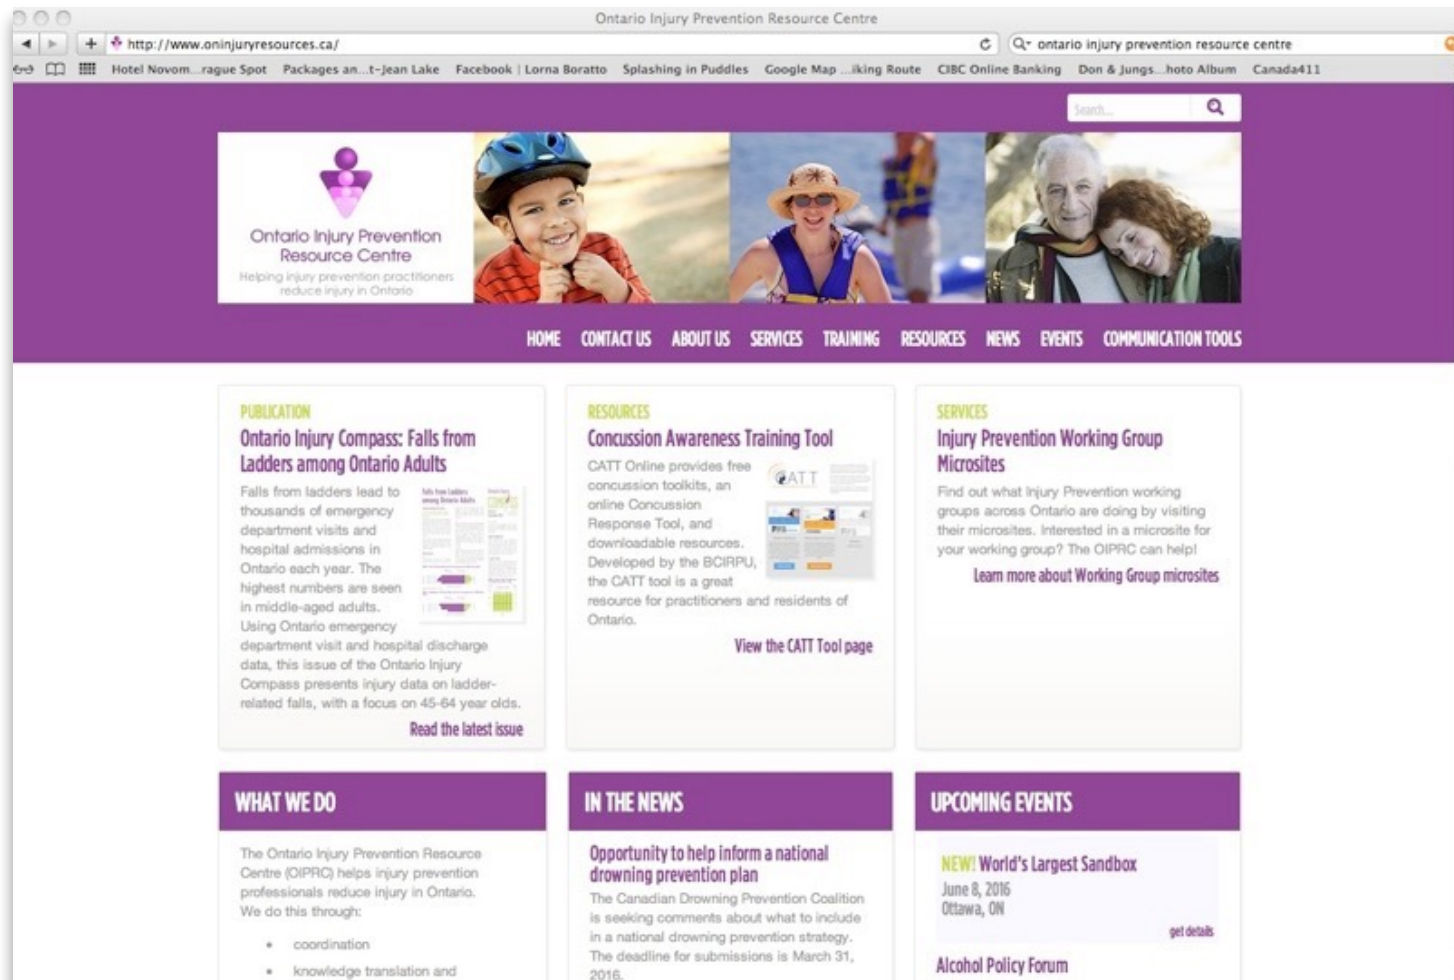 Ontario Injury Prevention Resource Centre
http://www.oninjuryresources.ca/
ontario injury prevention resource centre
Hotel Novom...rague Spot Packages an...t-Jean Lake Facebook | Lorna Boratto Splashing in Puddles Google Map ...iking Route CIBC Online Banking Don & Jungs...hoto Album Canada411
Search...
Ontario Injury Prevention
Resource Centre
Helping injury prevention practitioners
reduce injury in Ontario
HOME CONTACT US ABOUT US SERVICES TRAINING RESOURCES NEWS EVENTS COMMUNICATION TOOLS
PUBLICATION
Ontario Injury Compass: Falls from
Ladders among Ontario Adults
Falls from ladders lead to
thousands of emergency
department visits and
hospital admissions in
Ontario each year. The
highest numbers are seen
in middle-aged adults.
Using Ontario emergency
department visit and hospital discharge
data, this issue of the Ontario Injury
Compass presents injury data on ladder-
related falls, with a focus on 45-64 year olds.
Falls from Ladders
among Ontario Adults
Read the latest issue
RESOURCES
Concussion Awareness Training Tool
CATT Online provides free
concussion toolkits, an
online Concussion
Response Tool, and
downloadable resources.
Developed by the BCIRPU,
the CATT tool is a great
resource for practitioners and residents of
Ontario.
CATT
View the CATT Tool page
SERVICES
Injury Prevention Working Group
Microsites
Find out what Injury Prevention working
groups across Ontario are doing by visiting
their microsites. Interested in a microsite for
your working group? The OIPRC can help!
Learn more about Working Group microsites
WHAT WE DO
The Ontario Injury Prevention Resource
Centre (OIPRC) helps injury prevention
professionals reduce injury in Ontario.
We do this through:
• coordination
• knowledge translation and
IN THE NEWS
Opportunity to help inform a national
drowning prevention plan
The Canadian Drowning Prevention Coalition
is seeking comments about what to include
in a national drowning prevention strategy.
The deadline for submissions is March 31,
2016.
UPCOMING EVENTS
NEW! World's Largest Sandbox
June 8, 2016
Ottawa, ON
get details
Alcohol Policy Forum